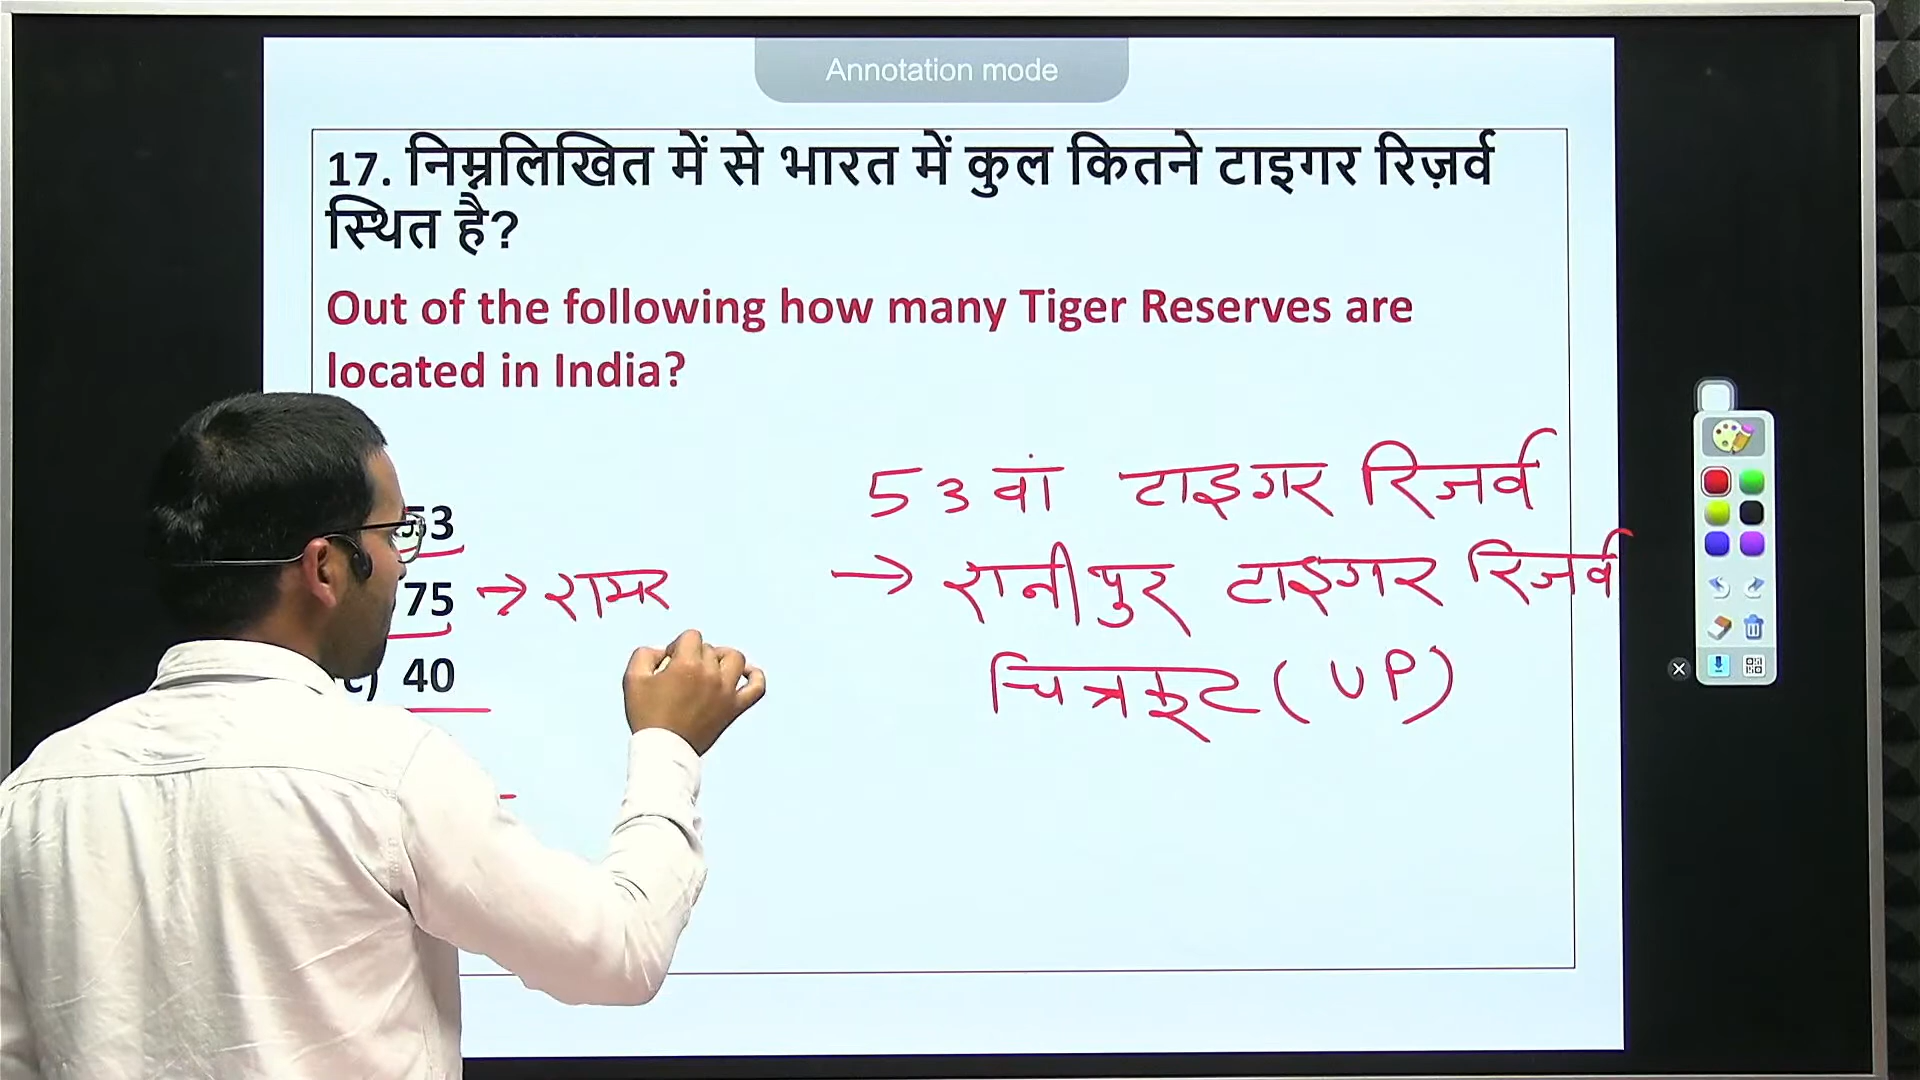 Annotation mode
17. निम्नलिखित में से भारत में कुल कितने टाइगर रिज़र्व
स्थित है?
Out of the following how many Tiger Reserves are
located in India?
53
75 → रामर
c) 40
53 वां टाइगर रिजर्व
→ रानीपुर टाइगर रिजर्व
चित्रकूट (UP)